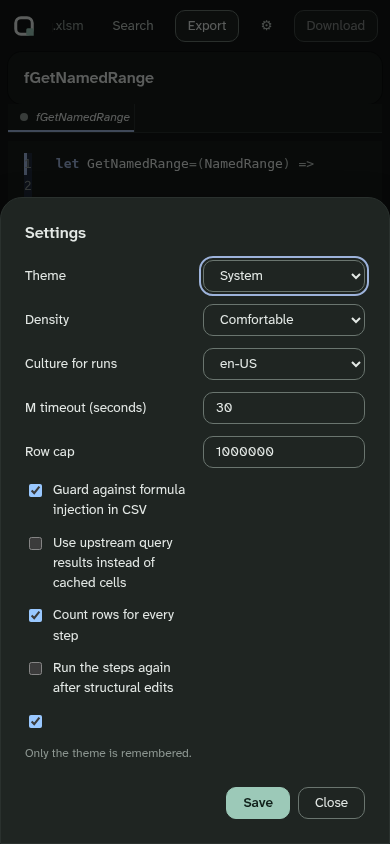 .xlsm Search Export Download
fGetNamedRange
fGetNamedRange
1 let GetNamedRange=(NamedRange) =>
2
Settings
Theme System
Density Comfortable
Culture for runs en-US
M timeout (seconds) 30
Row cap 1000000
Guard against formula
injection in CSV
Use upstream query
results instead of
cached cells
Count rows for every
step
Run the steps again
after structural edits
Only the theme is remembered.
Save Close